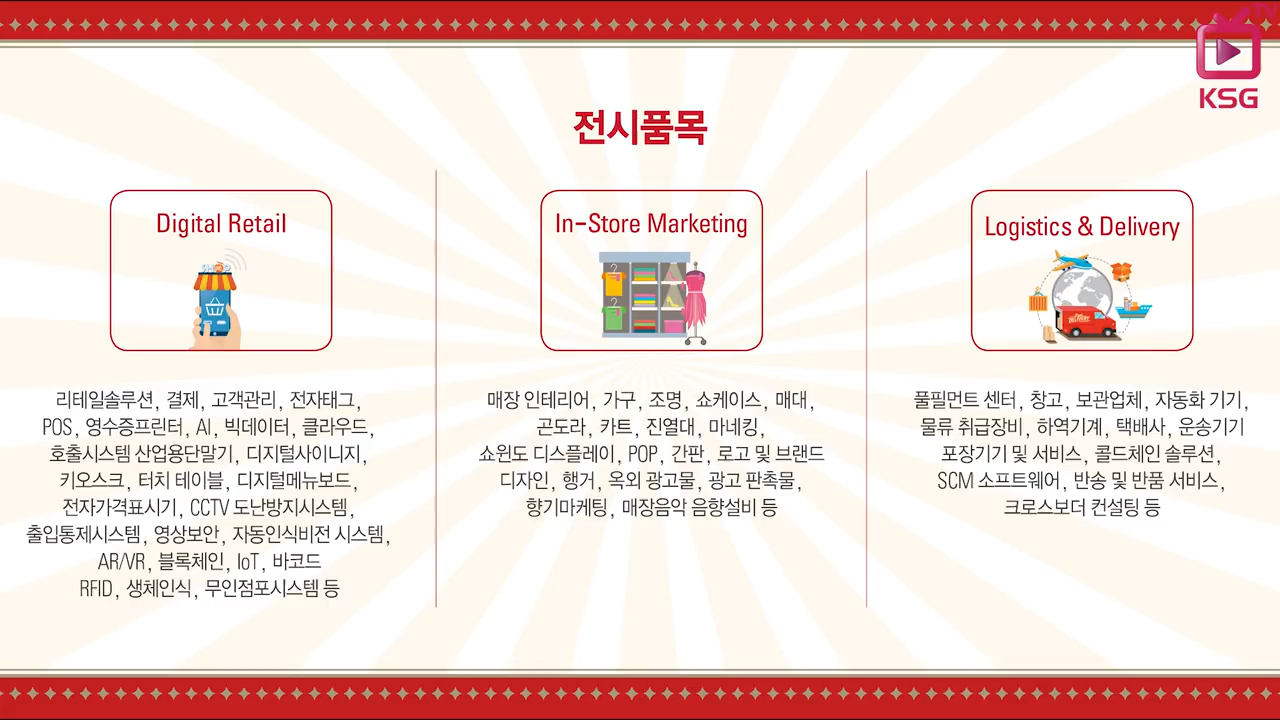 TV
KSG
전시품목
Digital Retail
SHOP
리테일솔루션, 결제, 고객관리, 전자태그,
POS, 영수증프린터, AI, 빅데이터, 클라우드,
호출시스템 산업용단말기, 디지털사이니지,
키오스크, 터치 테이블, 디지털메뉴보드,
전자가격표시기, CCTV 도난방지시스템,
출입통제시스템, 영상보안, 자동인식비전 시스템,
AR/VR, 블록체인, IoT, 바코드
RFID, 생체인식, 무인점포시스템 등
In-Store Marketing
매장 인테리어, 가구, 조명, 쇼케이스, 매대,
곤도라, 카트, 진열대, 마네킹,
쇼윈도 디스플레이, POP, 간판, 로고 및 브랜드
디자인, 행거, 옥외 광고물, 광고 판촉물,
향기마케팅, 매장음악 음향설비 등
Logistics & Delivery
DELIVERY
풀필먼트 센터, 창고, 보관업체, 자동화 기기,
물류 취급장비, 하역기계, 택배사, 운송기기
포장기기 및 서비스, 콜드체인 솔루션,
SCM 소프트웨어, 반송 및 반품 서비스,
크로스보더 컨설팅 등